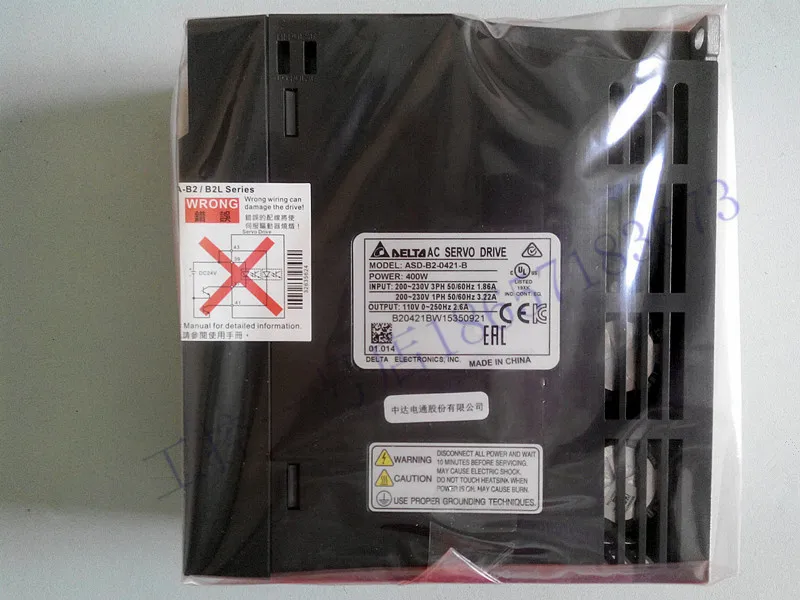 A-B2 / B2L Series
WRONG
錯 誤
Wrong wiring can
damage the drive!
錯誤的配線將使
伺服驅動器燒燬！
Servo Drive
DC24V
Manual for detailed information.
請參閱使用手冊。
DELTA AC SERVO DRIVE
MODEL: ASD-B2-0421-B
POWER: 400W
INPUT: 200~230V 3PH 50/60Hz 1.86A
200~230V 1PH 50/60Hz 3.22A
OUTPUT: 110V 0~250Hz 2.6A
B20421BW15350921
01.014
DELTA ELECTRONICS, INC.
MADE IN CHINA
UL
LISTED
19XK
IND. CONT. EQ.
CE
EAC
中达电通股份有限公司
WARNING
CAUTION
DISCONNECT ALL POWER AND WAIT
10 MINUTES BEFORE SERVICING.
MAY CAUSE ELECTRIC SHOCK.
DO NOT TOUCH HEATSINK WHEN
POWER IS ON, MAY CAUSE BURN.
USE PROPER GROUNDING TECHNIQUES.